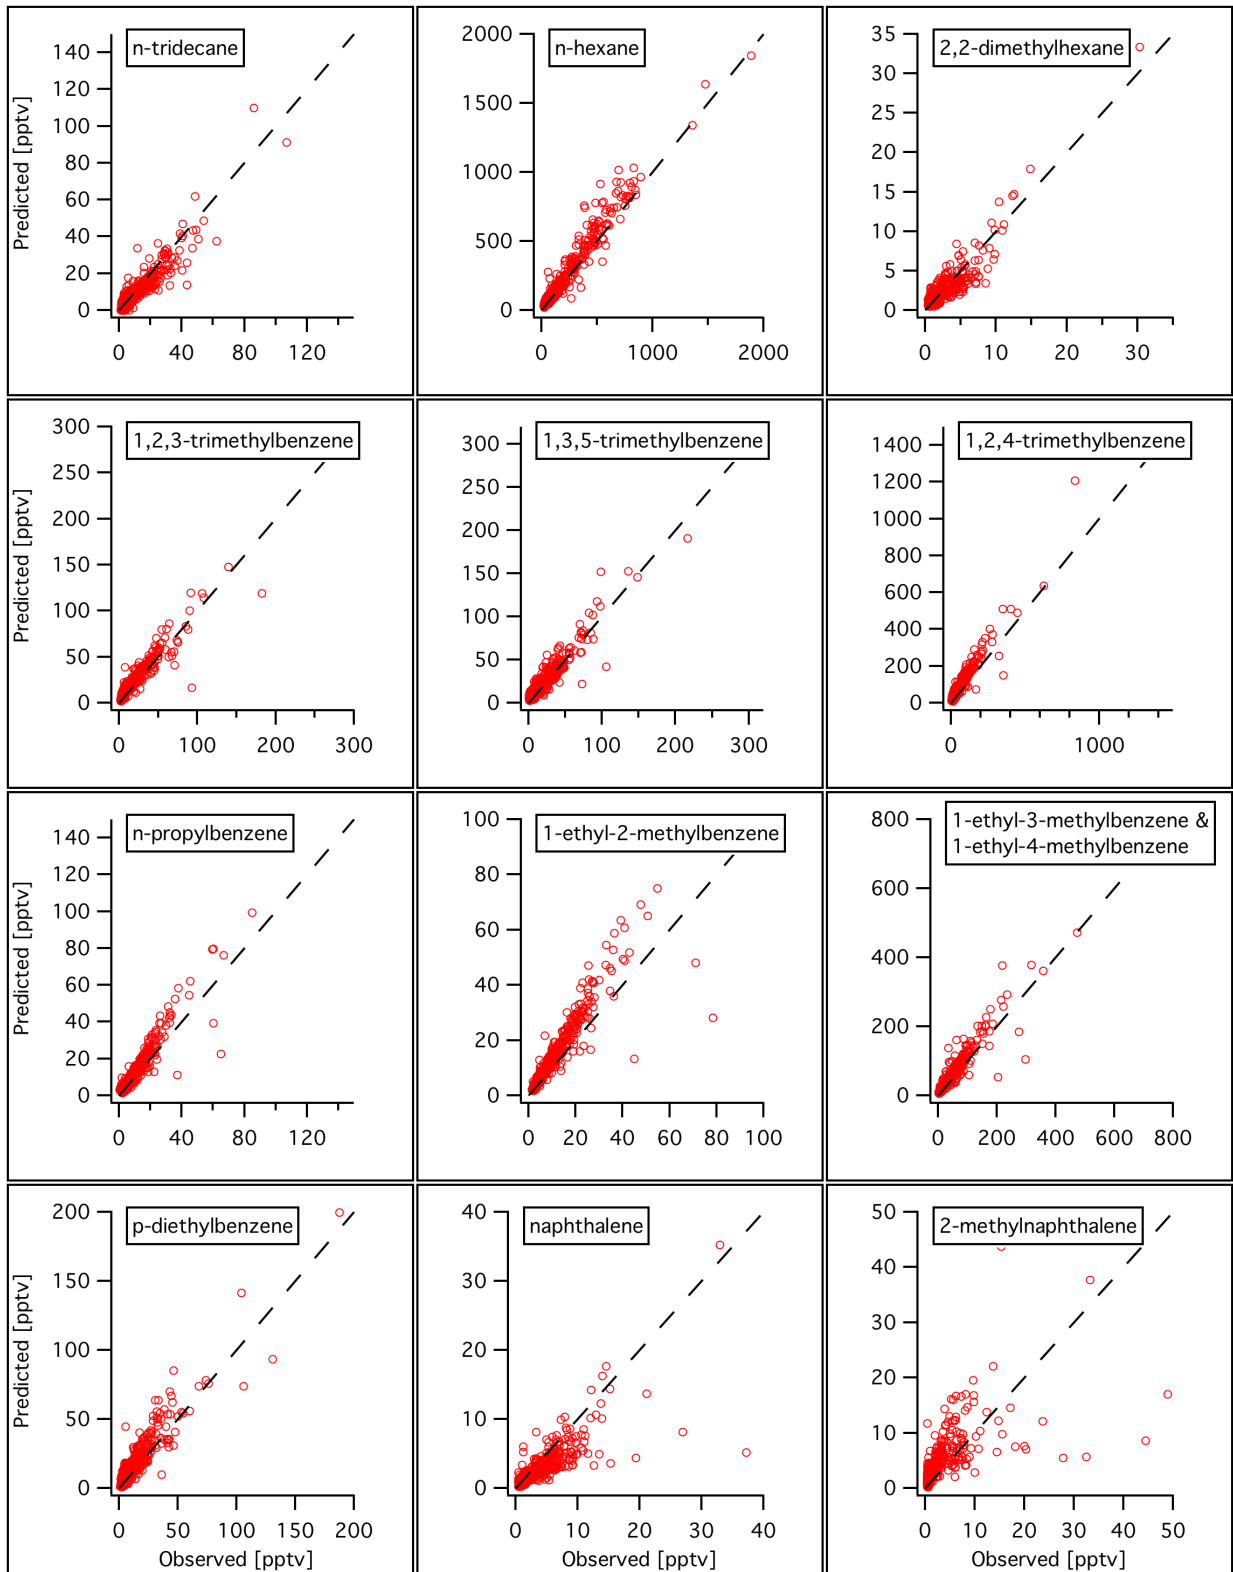 n-tridecane
Predicted [pptv]
140
120
100
80
60
40
20
0
0 40 80 120
n-hexane
2000
1500
1000
500
0
0 1000 2000
2,2-dimethylhexane
35
30
25
20
15
10
5
0
0 10 20 30
1,2,3-trimethylbenzene
Predicted [pptv]
300
250
200
150
100
50
0
0 100 200 300
1,3,5-trimethylbenzene
300
250
200
150
100
50
0
0 100 200 300
1,2,4-trimethylbenzene
1400
1200
1000
800
600
400
200
0
0 1000
n-propylbenzene
Predicted [pptv]
140
120
100
80
60
40
20
0
0 40 80 120
1-ethyl-2-methylbenzene
100
80
60
40
20
0
0 20 40 60 80 100
1-ethyl-3-methylbenzene &
1-ethyl-4-methylbenzene
800
600
400
200
0
0 200 400 600 800
p-diethylbenzene
Predicted [pptv]
200
150
100
50
0
0 50 100 150 200
Observed [pptv]
naphthalene
40
30
20
10
0
0 10 20 30 40
Observed [pptv]
2-methylnaphthalene
50
40
30
20
10
0
0 10 20 30 40 50
Observed [pptv]